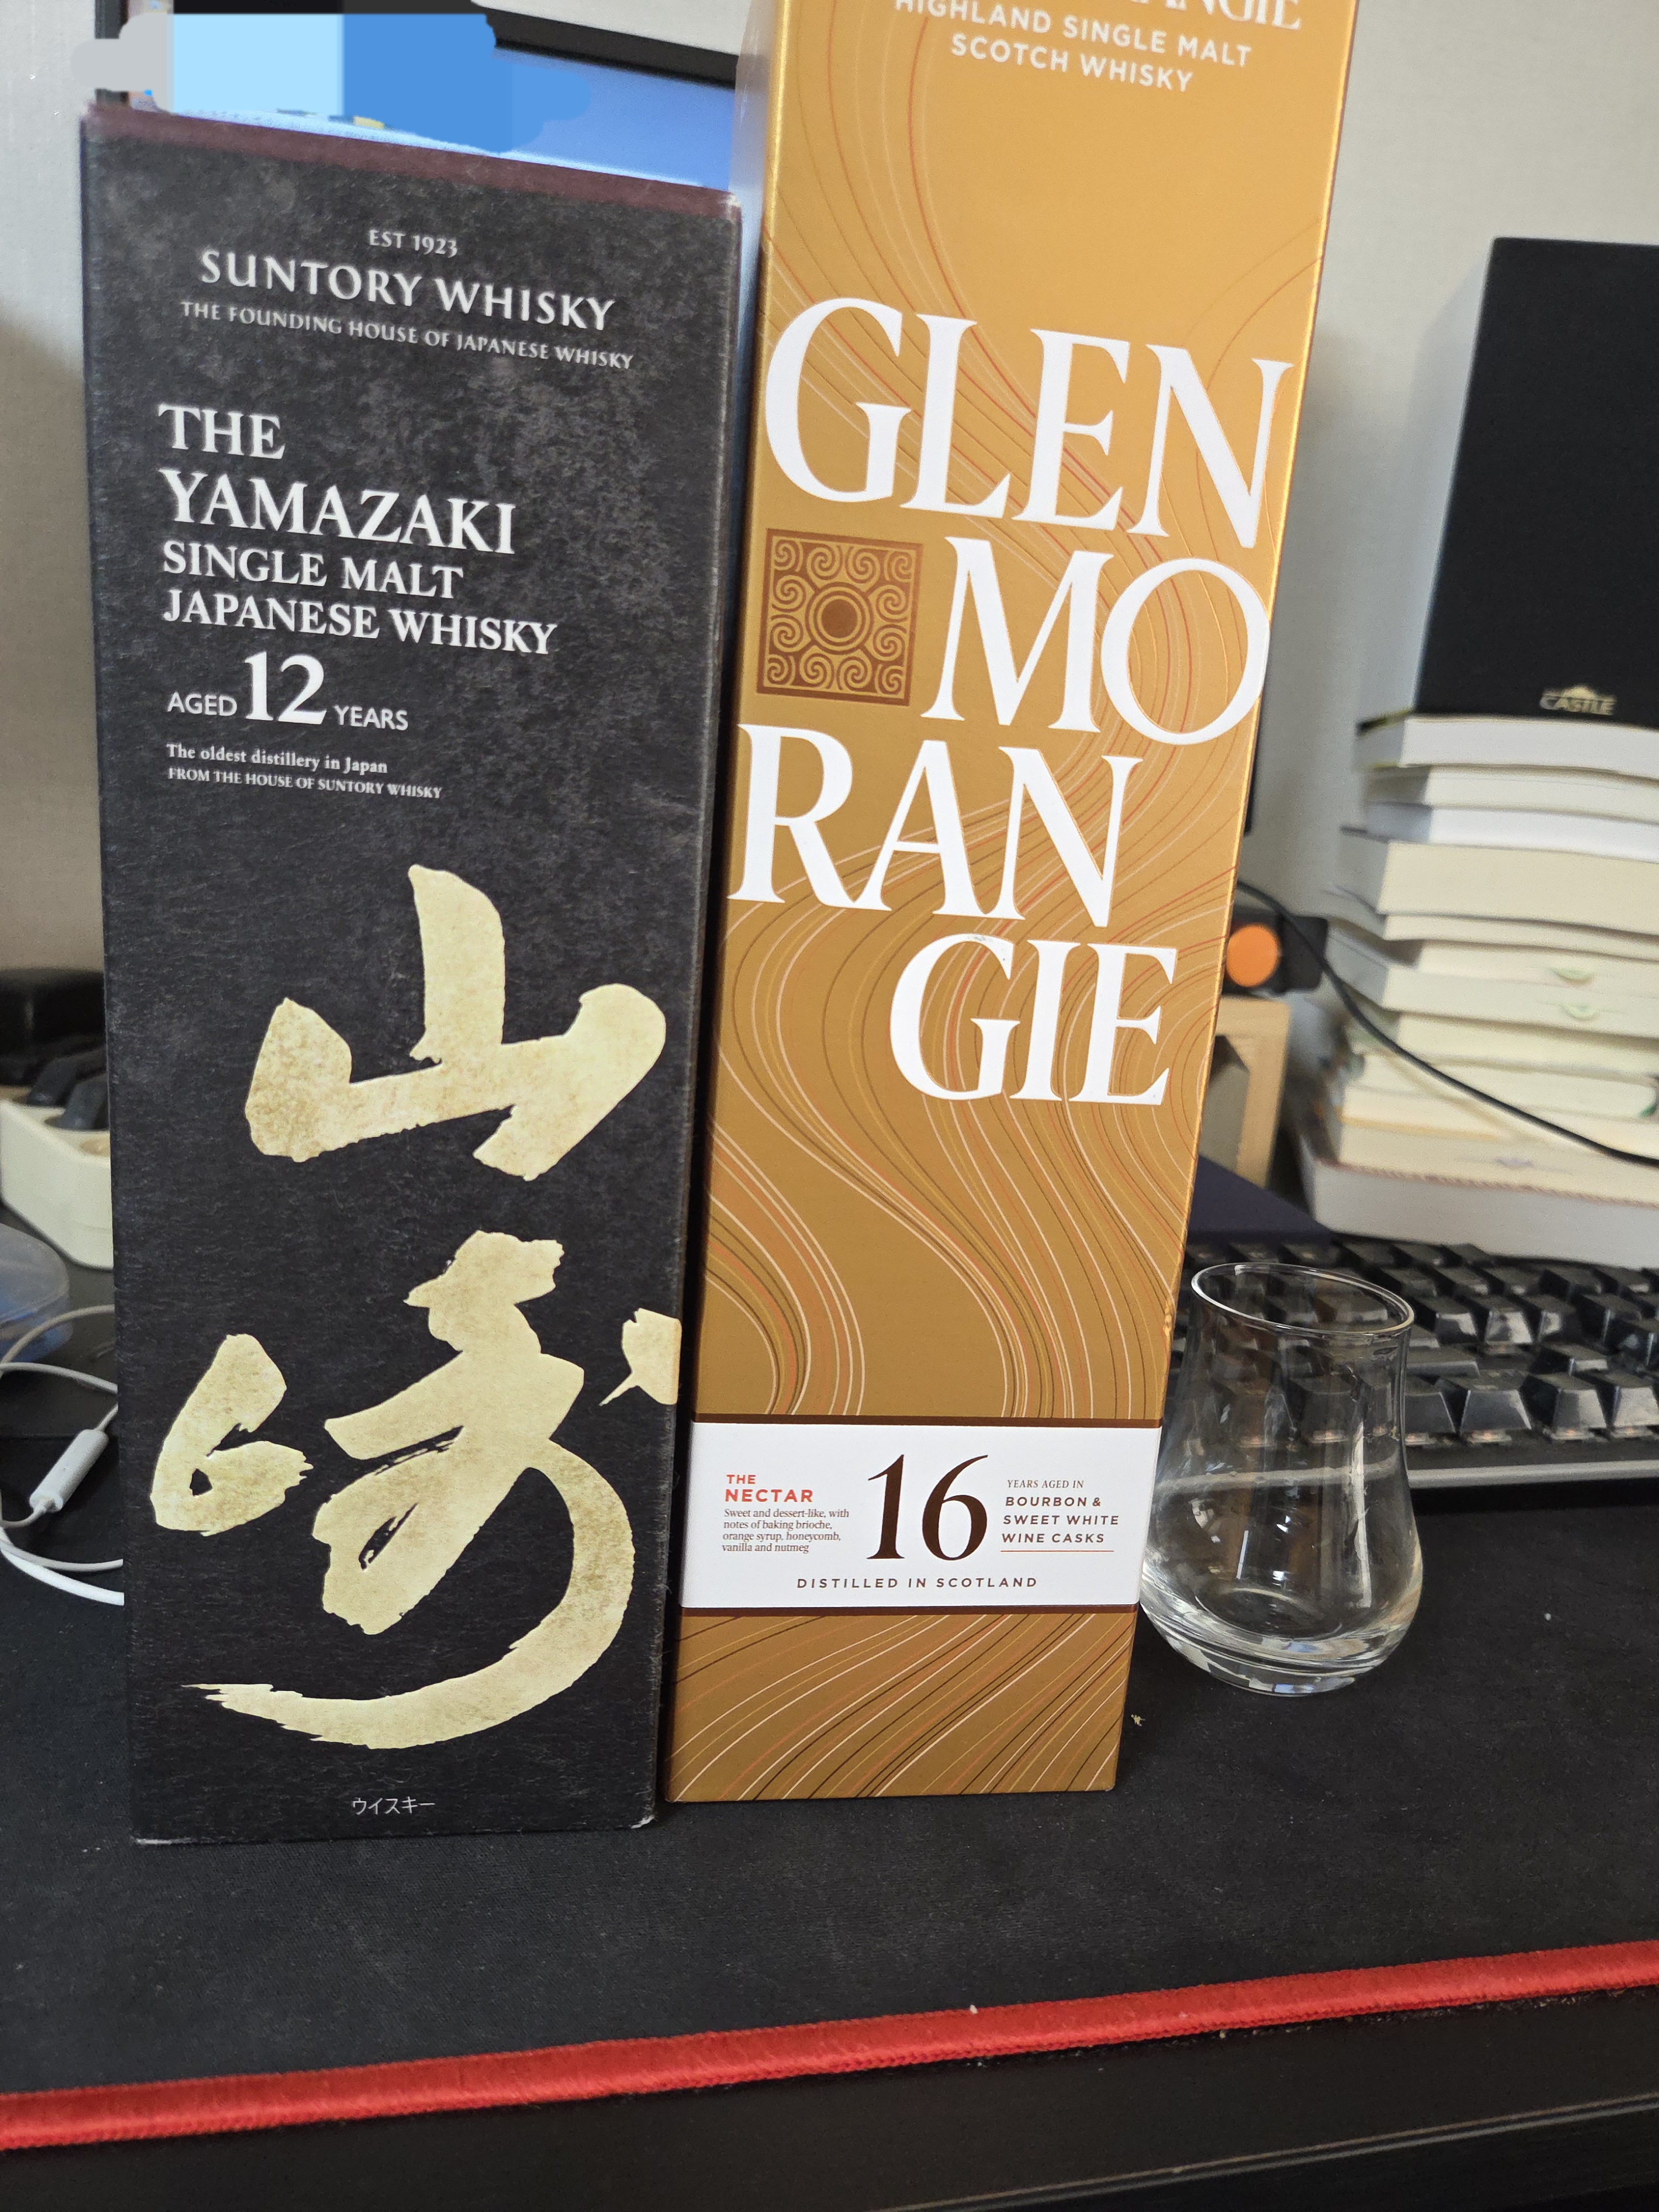 EST 1923
SUNTORY WHISKY
THE FOUNDING HOUSE OF JAPANESE WHISKY
THE
YAMAZAKI
SINGLE MALT
JAPANESE WHISKY
AGED 12 YEARS
The oldest distillery in Japan
FROM THE HOUSE OF SUNTORY WHISKY
山
崎
ウイスキー
HIGHLAND SINGLE MALT
SCOTCH WHISKY
GLEN
MO
RAN
GIE
THE
NECTAR
Sweet and dessert-like, with
notes of baking brioche,
orange syrup, honeycomb,
vanilla and nutmeg
16
YEARS AGED IN
BOURBON &
SWEET WHITE
WINE CASKS
DISTILLED IN SCOTLAND
CASTLE